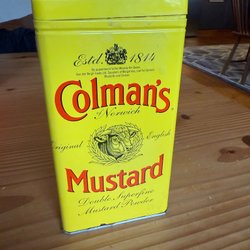 Estd. 1814
Colman's
Norwich
Original English
Mustard
Double Superfine
Mustard Powder